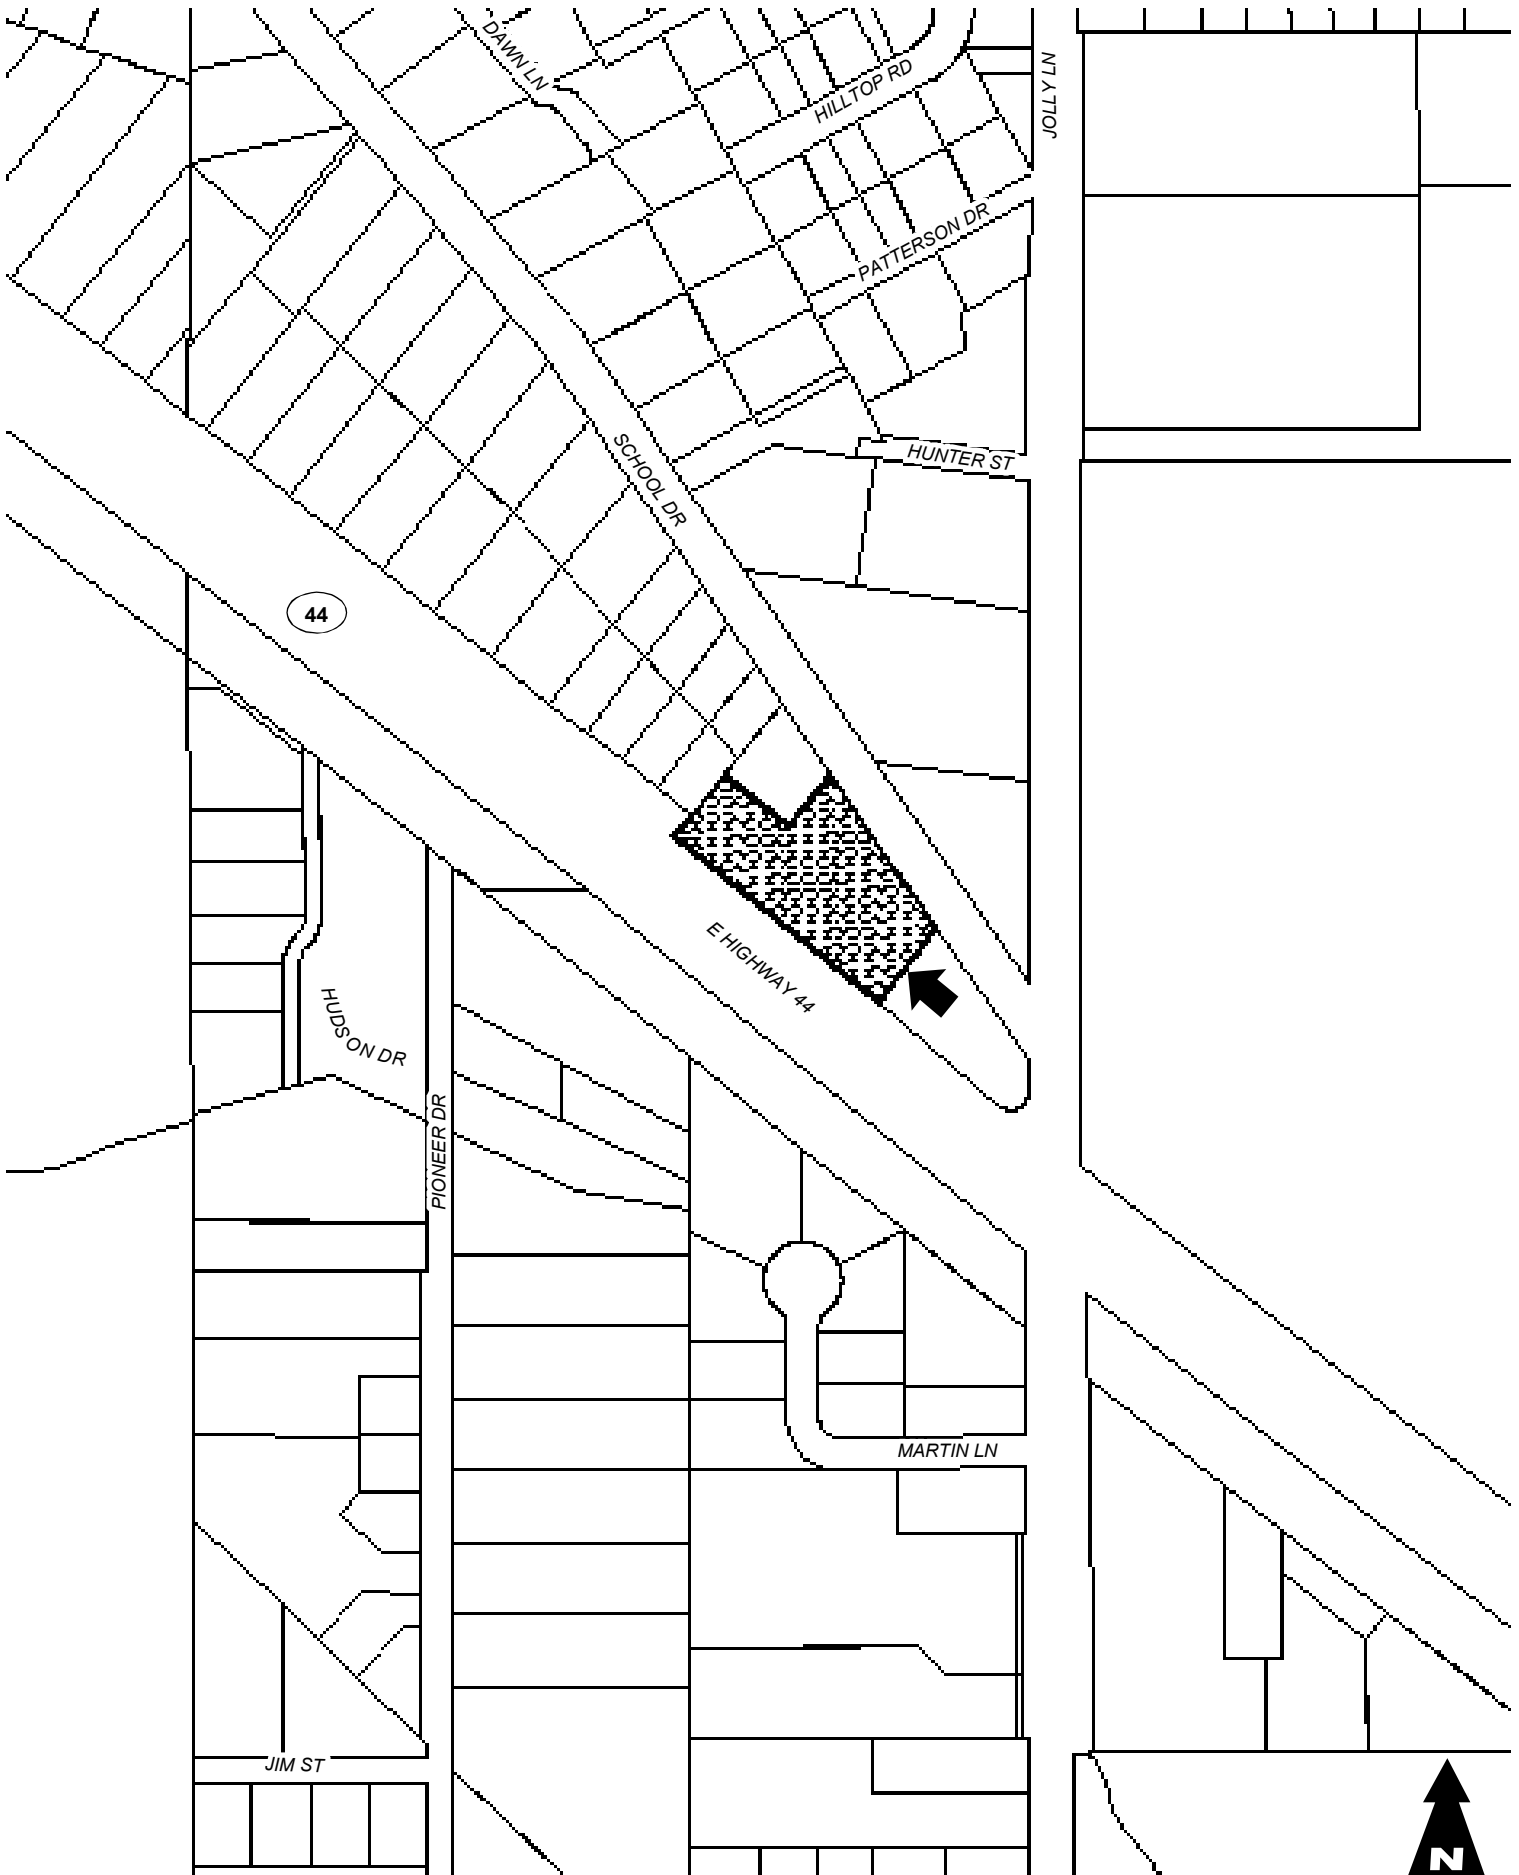 DAWN LN
HILLTOP RD
JOLLY LN
PATTERSON DR
SCHOOL DR
HUNTER ST
44
E HIGHWAY 44
HUDSON DR
PIONEER DR
MARTIN LN
JIM ST
N